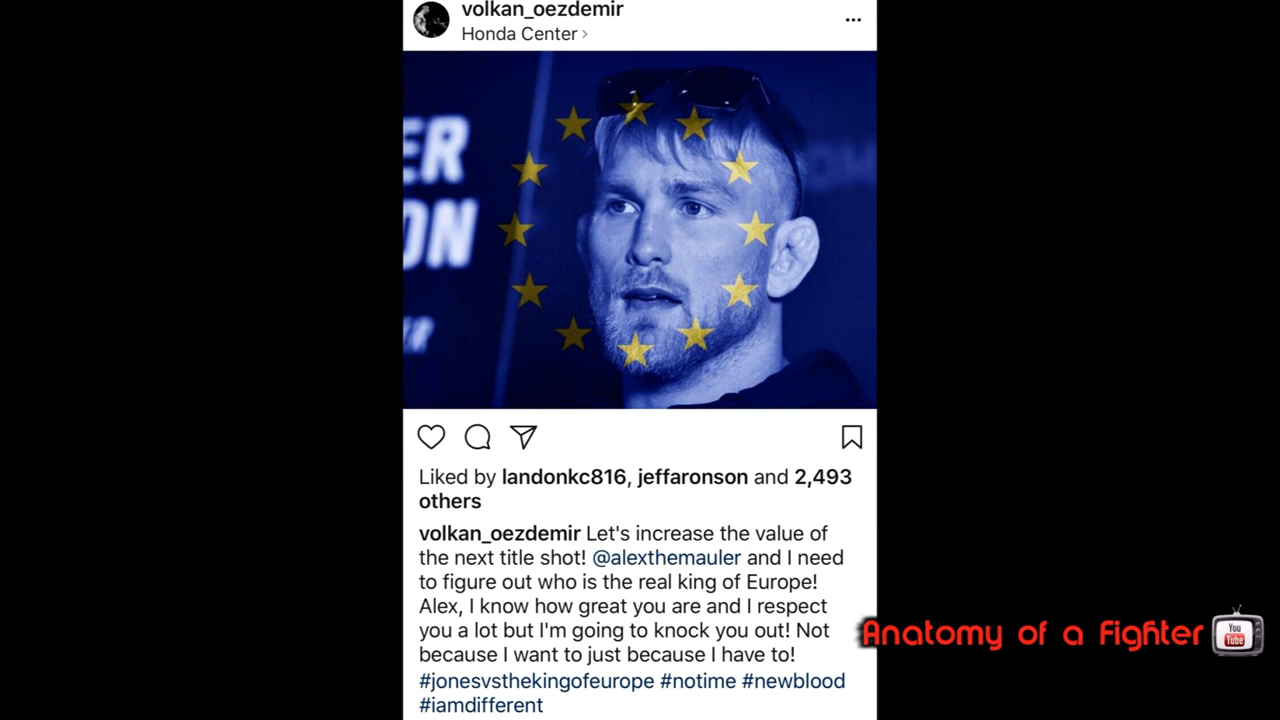 volkan_oezdemir
Honda Center >
...
ER
ON
Liked by landonkc816, jeffaronson and 2,493
others
volkan_oezdemir Let's increase the value of
the next title shot! @alexthemauler and I need
to figure out who is the real king of Europe!
Alex, I know how great you are and I respect
you a lot but I'm going to knock you out! Not
because I want to just because I have to!
#jonesvsthekingofeurope #notime #newblood
#iamdifferent
Anatomy of a Fighter
You
Tube